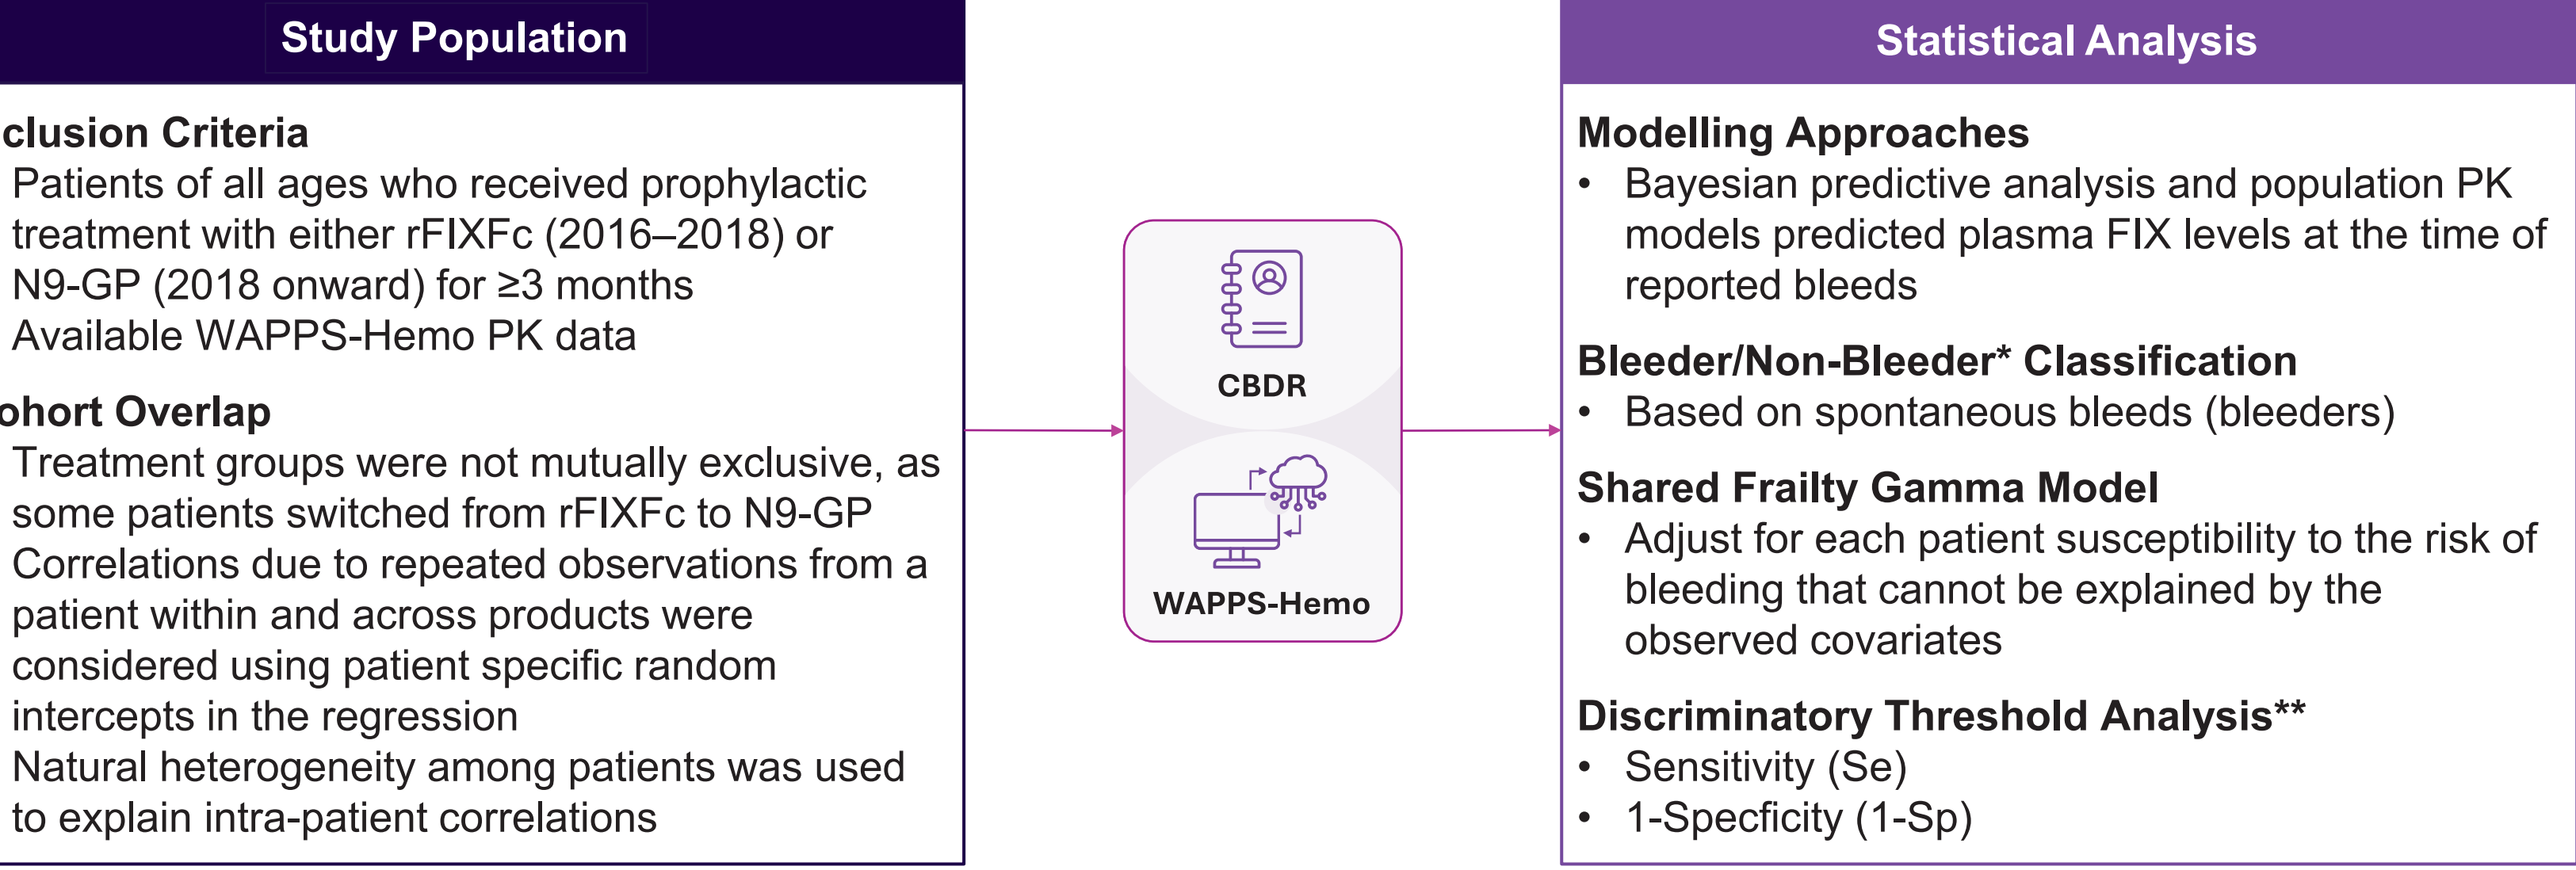 Study Population
clusion Criteria
Patients of all ages who received prophylactic
treatment with either rFIXFc (2016–2018) or
N9-GP (2018 onward) for ≥3 months
Available WAPPS-Hemo PK data
ohort Overlap
Treatment groups were not mutually exclusive, as
some patients switched from rFIXFc to N9-GP
Correlations due to repeated observations from a
patient within and across products were
considered using patient specific random
intercepts in the regression
Natural heterogeneity among patients was used
to explain intra-patient correlations
CBDR
WAPPS-Hemo
Statistical Analysis
Modelling Approaches
• Bayesian predictive analysis and population PK
models predicted plasma FIX levels at the time of
reported bleeds
Bleeder/Non-Bleeder* Classification
• Based on spontaneous bleeds (bleeders)
Shared Frailty Gamma Model
• Adjust for each patient susceptibility to the risk of
bleeding that cannot be explained by the
observed covariates
Discriminatory Threshold Analysis**
• Sensitivity (Se)
• 1-Specficity (1-Sp)